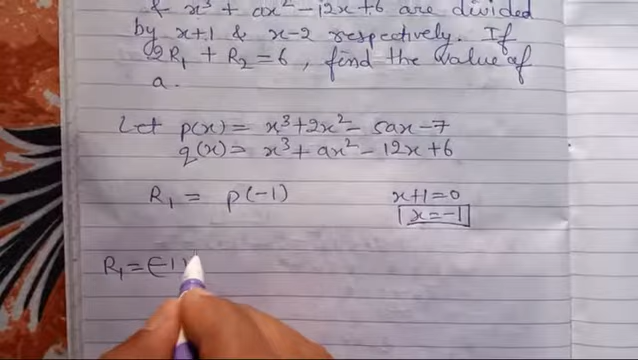 & x³ + ax² - 12x + 6 are divided
by x+1 & x-2 respectively. If
2R₁ + R₂ = 6, find the value of
a.
Let p(x) = x³ + 2x² - 5ax - 7
q(x) = x³ + ax² - 12x + 6
R₁ = p(-1) x+1=0
x=-1
R₁ = (-1)